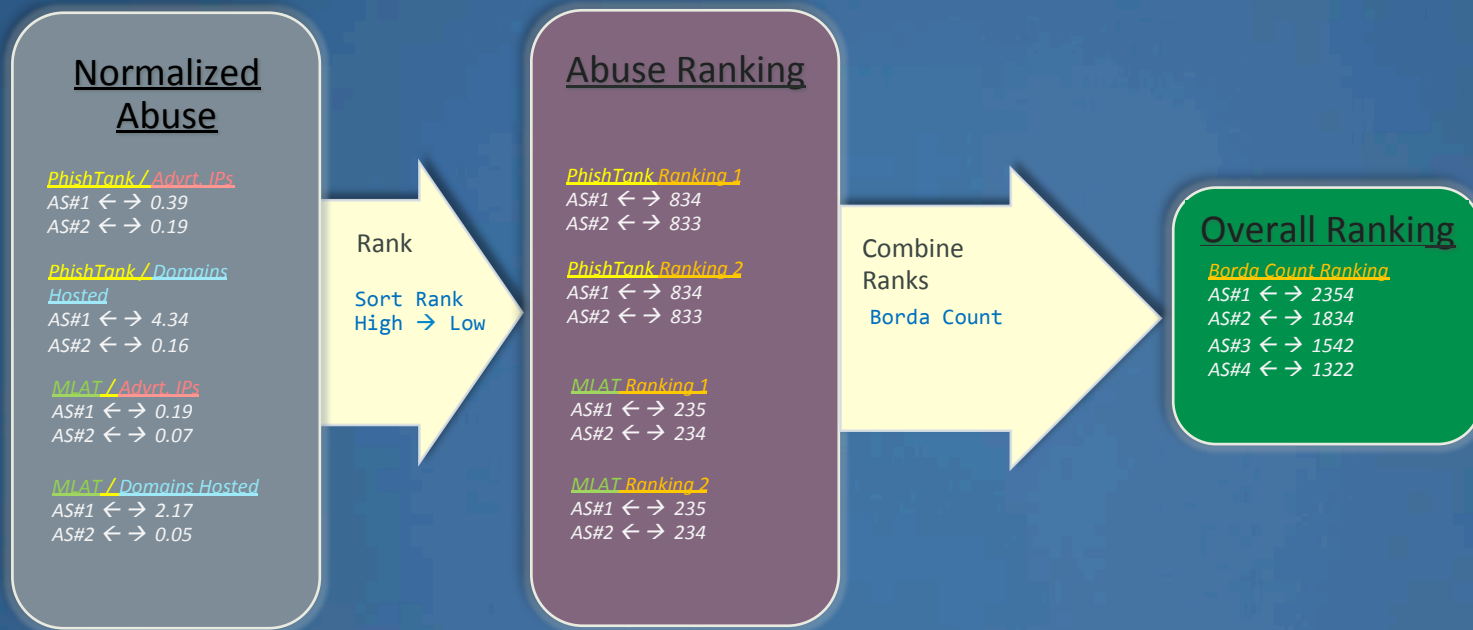 Normalized
Abuse
PhishTank / Advrt. IPs
AS#1 ← → 0.39
AS#2 ← → 0.19
PhishTank / Domains
Hosted
AS#1 ← → 4.34
AS#2 ← → 0.16
MLAT / Advrt. IPs
AS#1 ← → 0.19
AS#2 ← → 0.07
MLAT / Domains Hosted
AS#1 ← → 2.17
AS#2 ← → 0.05
Rank
Sort Rank
High → Low
Abuse Ranking
PhishTank Ranking 1
AS#1 ← → 834
AS#2 ← → 833
PhishTank Ranking 2
AS#1 ← → 834
AS#2 ← → 833
MLAT Ranking 1
AS#1 ← → 235
AS#2 ← → 234
MLAT Ranking 2
AS#1 ← → 235
AS#2 ← → 234
Combine
Ranks
Borda Count
Overall Ranking
Borda Count Ranking
AS#1 ← → 2354
AS#2 ← → 1834
AS#3 ← → 1542
AS#4 ← → 1322